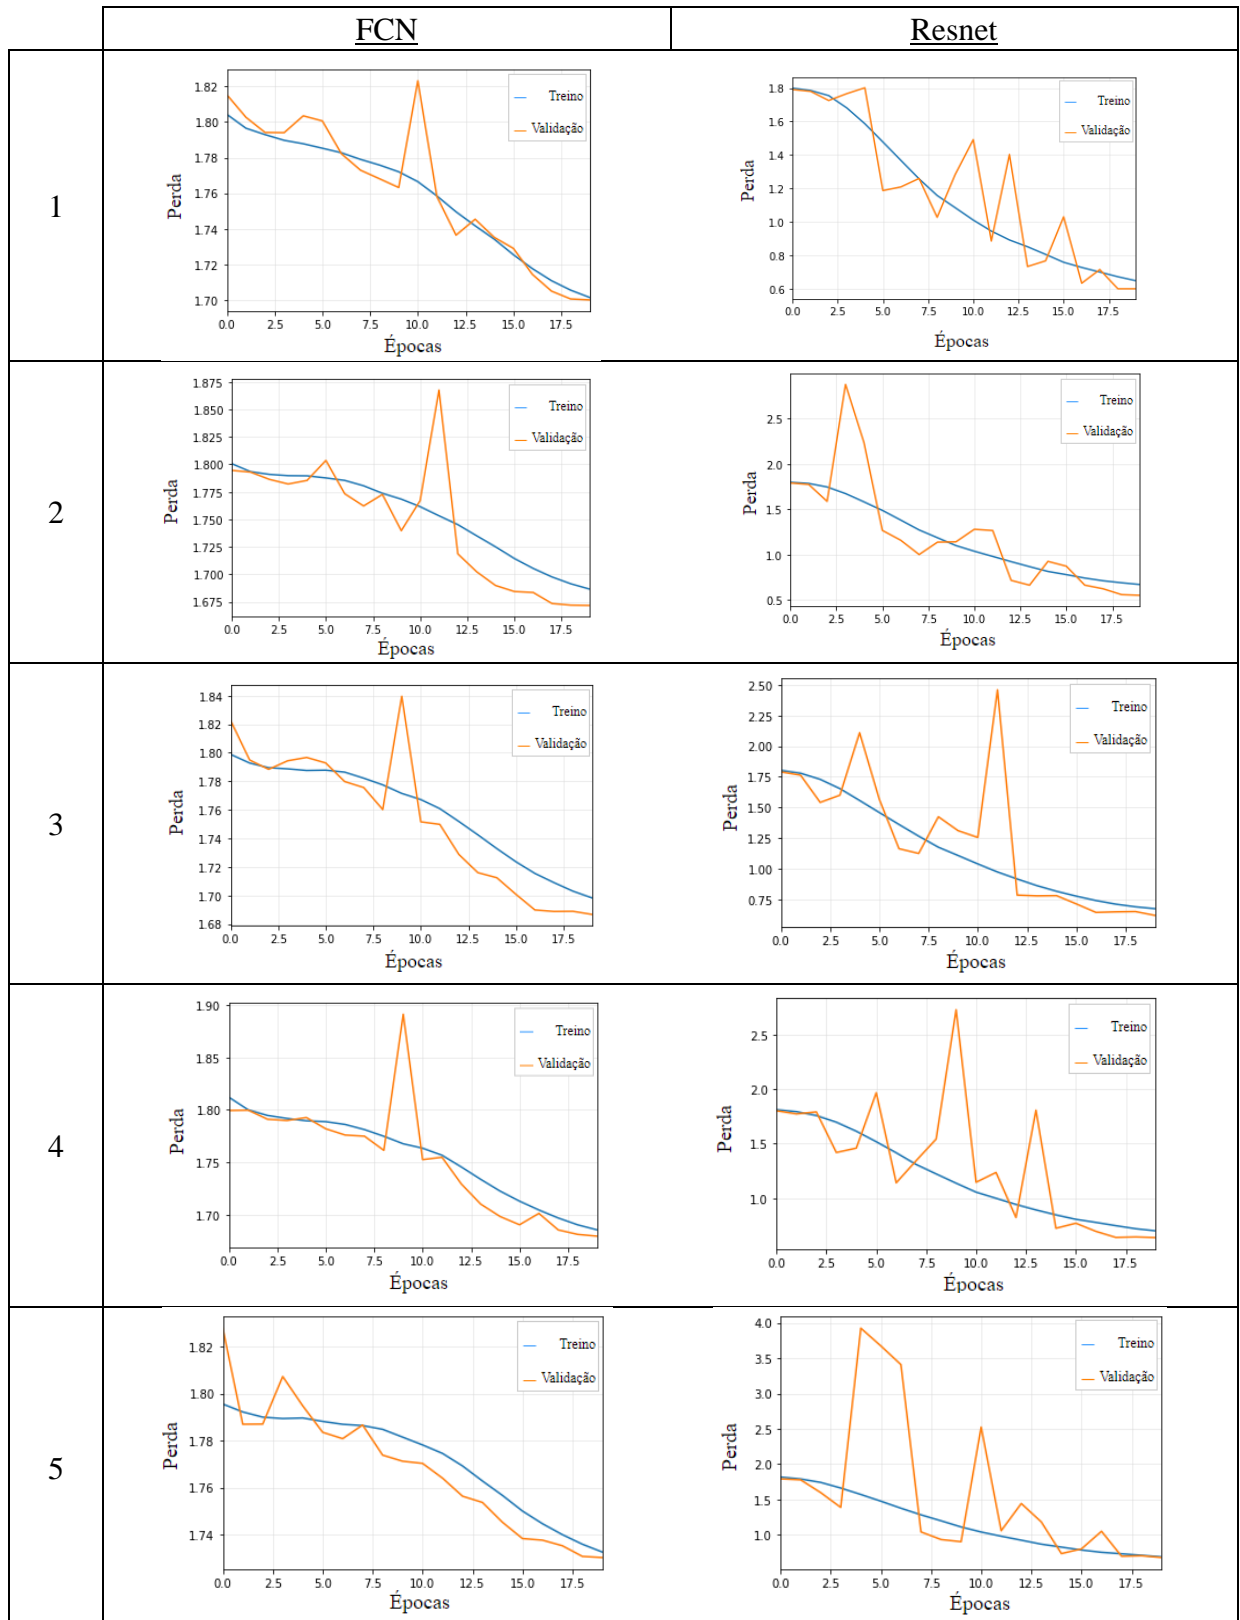 FCN
Resnet
1
1.82
1.80
1.78
1.76
1.74
1.72
1.70
0.0 2.5 5.0 7.5 10.0 12.5 15.0 17.5
Perda
Épocas
Treino
Validação
1.8
1.6
1.4
1.2
1.0
0.8
0.6
0.0 2.5 5.0 7.5 10.0 12.5 15.0 17.5
Perda
Épocas
Treino
Validação
2
1.875
1.850
1.825
1.800
1.775
1.750
1.725
1.700
1.675
0.0 2.5 5.0 7.5 10.0 12.5 15.0 17.5
Perda
Épocas
Treino
Validação
2.5
2.0
1.5
1.0
0.5
0.0 2.5 5.0 7.5 10.0 12.5 15.0 17.5
Perda
Épocas
Treino
Validação
3
1.84
1.82
1.80
1.78
1.76
1.74
1.72
1.70
1.68
0.0 2.5 5.0 7.5 10.0 12.5 15.0 17.5
Perda
Épocas
Treino
Validação
2.50
2.25
2.00
1.75
1.50
1.25
1.00
0.75
0.0 2.5 5.0 7.5 10.0 12.5 15.0 17.5
Perda
Épocas
Treino
Validação
4
1.90
1.85
1.80
1.75
1.70
0.0 2.5 5.0 7.5 10.0 12.5 15.0 17.5
Perda
Épocas
Treino
Validação
2.5
2.0
1.5
1.0
0.0 2.5 5.0 7.5 10.0 12.5 15.0 17.5
Perda
Épocas
Treino
Validação
5
1.82
1.80
1.78
1.76
1.74
0.0 2.5 5.0 7.5 10.0 12.5 15.0 17.5
Perda
Épocas
Treino
Validação
4.0
3.5
3.0
2.5
2.0
1.5
1.0
0.0 2.5 5.0 7.5 10.0 12.5 15.0 17.5
Perda
Épocas
Treino
Validação